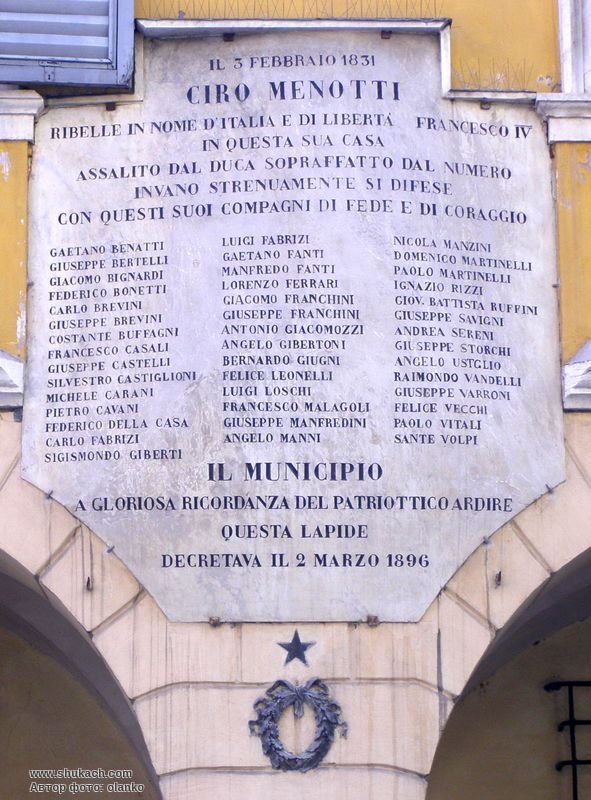 IL 3 FEBBRAIO 1831
CIRO MENOTTI
RIBELLE IN NOME D'ITALIA E DI LIBERTÀ FRANCESCO IV
IN QUESTA SUA CASA
ASSALITO DAL DUCA SOPRAFFATTO DAL NUMERO
INVANO STRENUAMENTE SI DIFESE
CON QUESTI SUOI COMPAGNI DI FEDE E DI CORAGGIO
GAETANO BENATTI
GIUSEPPE BERTELLI
GIACOMO BIGNARDI
FEDERICO BONETTI
CARLO BREVINI
GIUSEPPE BREVINI
COSTANTE BUFFAGNI
FRANCESCO CASALI
GIUSEPPE CASTELLI
SILVESTRO CASTIGLIONI
MICHELE CARANI
PIETRO CAVANI
FEDERICO DELLA CASA
CARLO FABRIZI
SIGISMONDO GIBERTI
LUIGI FABRIZI
GAETANO FANTI
MANFREDO FANTI
LORENZO FERRARI
GIACOMO FRANCHINI
GIUSEPPE FRANCHINI
ANTONIO GIACOMOZZI
ANGELO GIBERTONI
BERNARDO GIUGNI
FELICE LEONELLI
LUIGI LOSCHI
FRANCESCO MALAGOLI
GIUSEPPE MANFREDINI
ANGELO MANNI
NICOLA MANZINI
DOMENICO MARTINELLI
PAOLO MARTINELLI
IGNAZIO RIZZI
GIOV. BATTISTA RUFFINI
GIUSEPPE SAVIGNI
ANDREA SERENI
GIUSEPPE STORCHI
ANGELO USTGLIO
RAIMONDO VANDELLI
GIUSEPPE VARRONI
FELICE VECCHI
PAOLO VITALI
SANTE VOLPI
IL MUNICIPIO
A GLORIOSA RICORDANZA DEL PATRIOTTICO ARDIRE
QUESTA LAPIDE
DECRETAVA IL 2 MARZO 1896
www.shukach.com
Автор фото: olanko